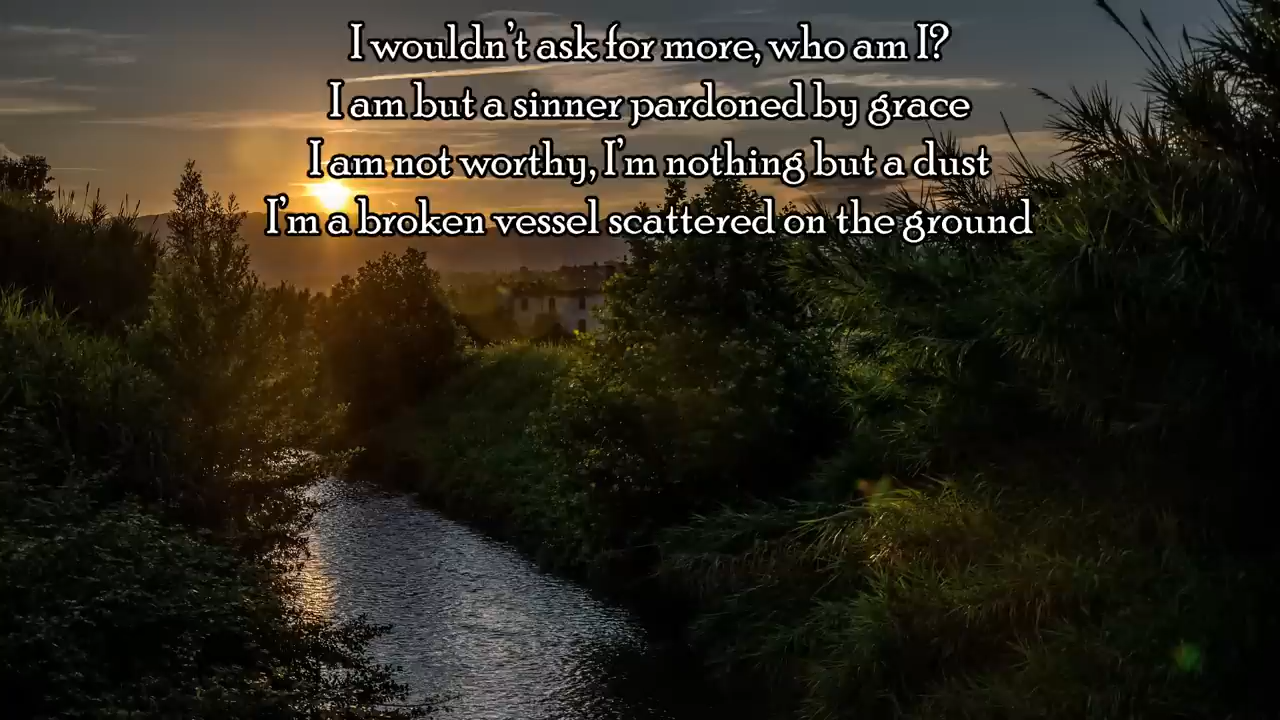 I wouldn't ask for more, who am I?
I am but a sinner pardoned by grace
I am not worthy, I'm nothing but a dust
I'm a broken vessel scattered on the ground